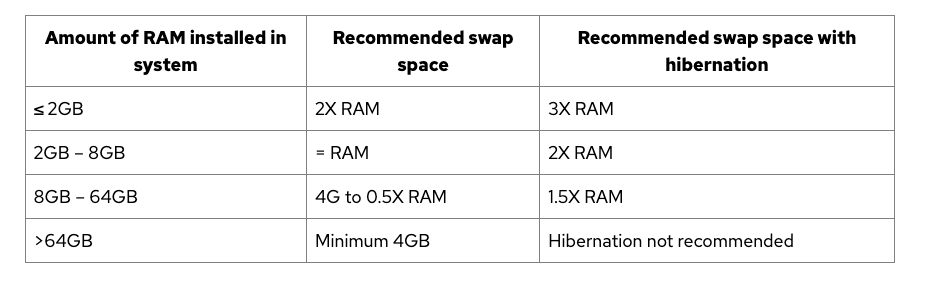 Amount of RAM installed in system
Recommended swap space
Recommended swap space with hibernation
≤ 2GB
2X RAM
3X RAM
2GB – 8GB
= RAM
2X RAM
8GB – 64GB
4G to 0.5X RAM
1.5X RAM
>64GB
Minimum 4GB
Hibernation not recommended